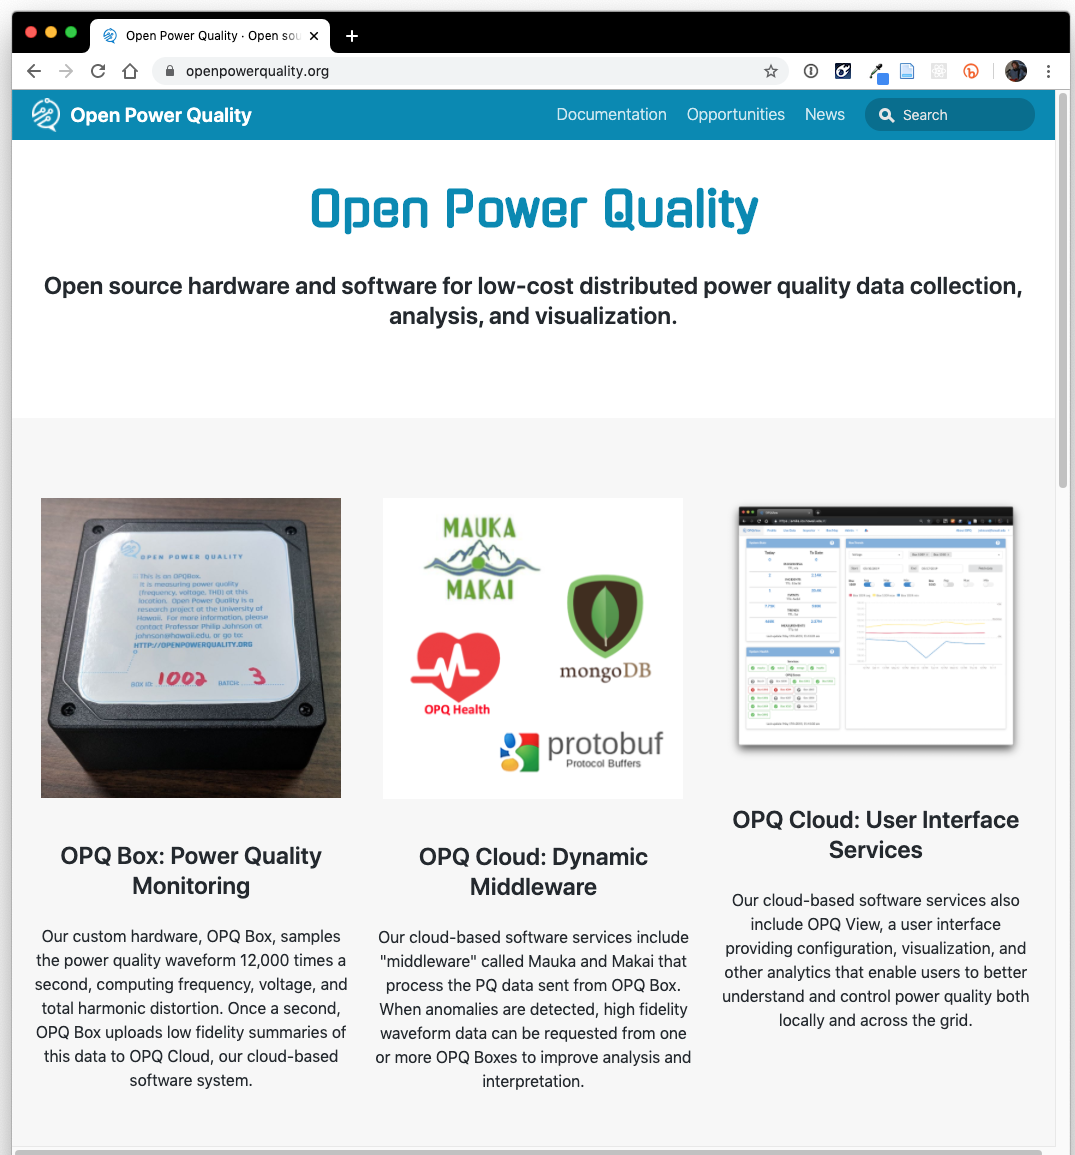 Open Power Quality · Open sou
openpowerquality.org
Open Power Quality
Documentation
Opportunities
News
Search
Open Power Quality
Open source hardware and software for low-cost distributed power quality data collection,
analysis, and visualization.
OPEN POWER QUALITY
This is an OPQBox.
It is measuring power quality
(frequency, voltage, THD) at this
location. Open Power Quality is a
research project at the University of
Hawaii. For more information, please
contact Professor Philip Johnson at
johnson@hawaii.edu, or go to:
HTTP://OPENPOWERQUALITY.ORG
BOX ID: 1002 BATCH: 3
MAUKA
MAKAI
mongoDB
OPQ Health
protobuf
Protocol Buffers
Today
To Date
OPQ Box: Power Quality
Monitoring
Our custom hardware, OPQ Box, samples
the power quality waveform 12,000 times a
second, computing frequency, voltage, and
total harmonic distortion. Once a second,
OPQ Box uploads low fidelity summaries of
this data to OPQ Cloud, our cloud-based
software system.
OPQ Cloud: Dynamic
Middleware
Our cloud-based software services include
"middleware" called Mauka and Makai that
process the PQ data sent from OPQ Box.
When anomalies are detected, high fidelity
waveform data can be requested from one
or more OPQ Boxes to improve analysis and
interpretation.
OPQ Cloud: User Interface
Services
Our cloud-based software services also
include OPQ View, a user interface
providing configuration, visualization, and
other analytics that enable users to better
understand and control power quality both
locally and across the grid.